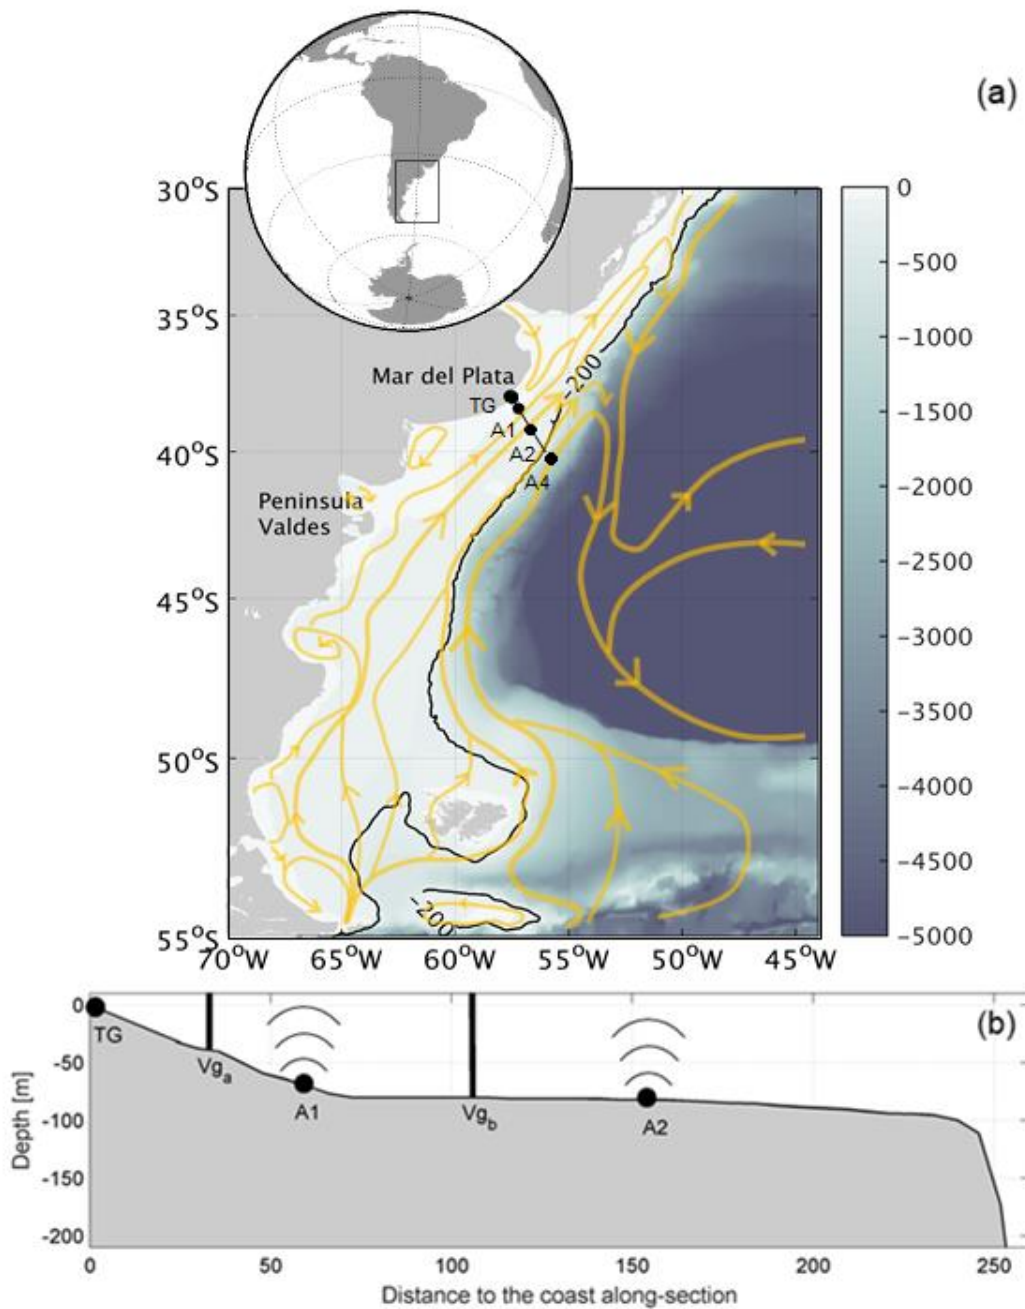 (a)
30°S
35°S
40°S
45°S
50°S
55°S
70°W 65°W 60°W 55°W 50°W 45°W
Mar del Plata
TG
A1
A2
A4
Peninsula
Valdes
-200
-200
0
-500
-1000
-1500
-2000
-2500
-3000
-3500
-4000
-4500
-5000
(b)
Depth [m]
0
-50
-100
-150
-200
TG
Vga
A1
Vgb
A2
0 50 100 150 200 250
Distance to the coast along-section